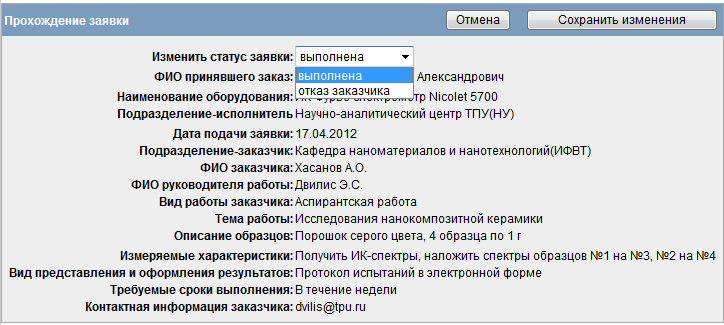 Прохождение заявки Отмена Сохранить изменения
Изменить статус заявки: выполнена
ФИО принявшего заказ: выполнена Александрович
отказ заказчика
Наименование оборудования: спектрометр Nicolet 5700
Подразделение-исполнитель Научно-аналитический центр ТПУ(НУ)
Дата подачи заявки: 17.04.2012
Подразделение-заказчик: Кафедра наноматериалов и нанотехнологий(ИФВТ)
ФИО заказчика: Хасанов А.О.
ФИО руководителя работы: Двилис Э.С.
Вид работы заказчика: Аспирантская работа
Тема работы: Исследования нанокомпозитной керамики
Описание образцов: Порошок серого цвета, 4 образца по 1 г
Измеряемые характеристики: Получить ИК-спектры, наложить спектры образцов №1 на №3, №2 на №4
Вид представления и оформления результатов: Протокол испытаний в электронной форме
Требуемые сроки выполнения: В течение недели
Контактная информация заказчика: dvilis@tpu.ru